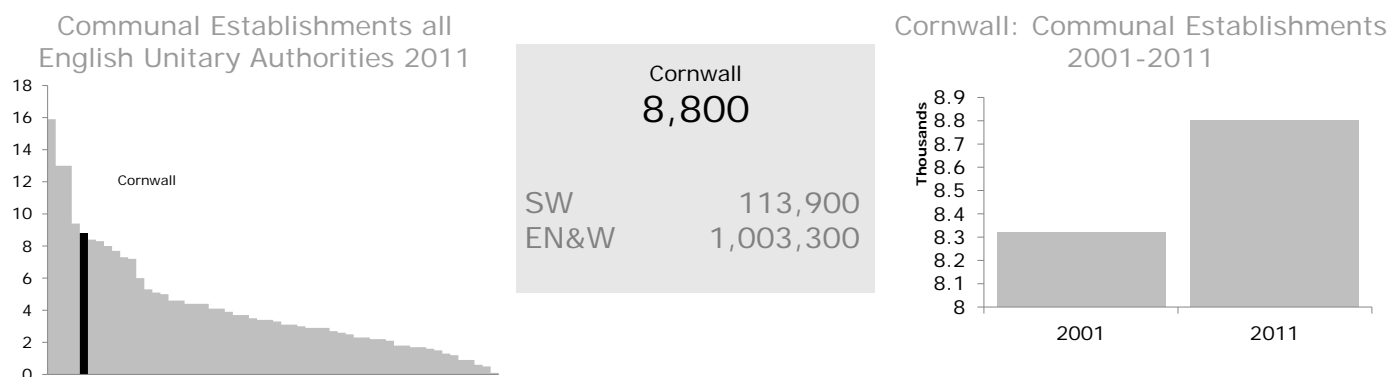 Communal Establishments all
English Unitary Authorities 2011
18
16
14
12
10
8
6
4
2
0
Cornwall
Cornwall
8,800
SW 113,900
EN&W 1,003,300
Cornwall: Communal Establishments
2001-2011
Thousands
8.9
8.8
8.7
8.6
8.5
8.4
8.3
8.2
8.1
8
2001 2011